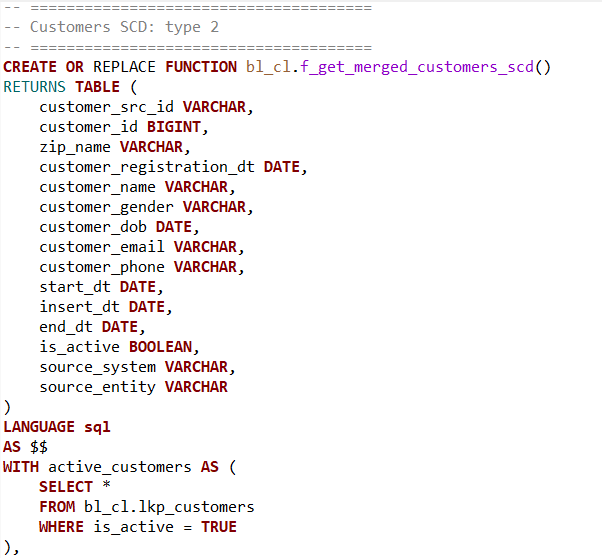 -- ======================================
-- Customers SCD: type 2
-- ======================================
CREATE OR REPLACE FUNCTION bl_cl.f_get_merged_customers_scd()
RETURNS TABLE (
    customer_src_id VARCHAR,
    customer_id BIGINT,
    zip_name VARCHAR,
    customer_registration_dt DATE,
    customer_name VARCHAR,
    customer_gender VARCHAR,
    customer_dob DATE,
    customer_email VARCHAR,
    customer_phone VARCHAR,
    start_dt DATE,
    insert_dt DATE,
    end_dt DATE,
    is_active BOOLEAN,
    source_system VARCHAR,
    source_entity VARCHAR
)
LANGUAGE sql
AS $$
WITH active_customers AS (
    SELECT *
    FROM bl_cl.lkp_customers
    WHERE is_active = TRUE
),